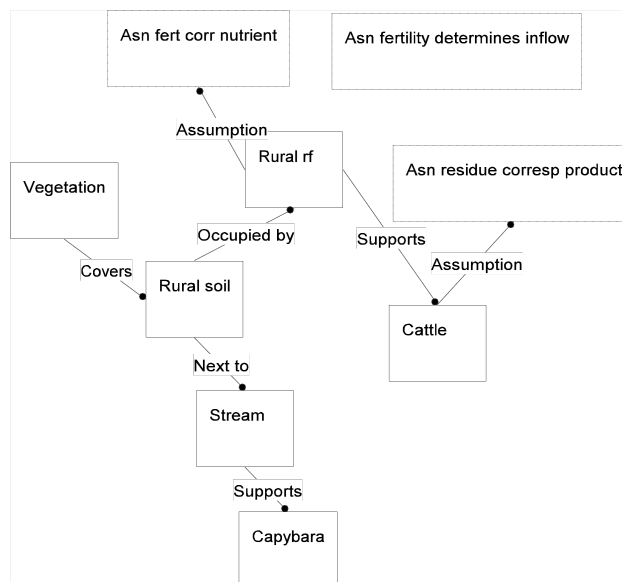 Asn fert corr nutrient
Asn fertility determines inflow
Assumption
Rural rf
Asn residue corresp product
Vegetation
Occupied by
Supports
Covers
Assumption
Rural soil
Cattle
Next to
Stream
Supports
Capybara